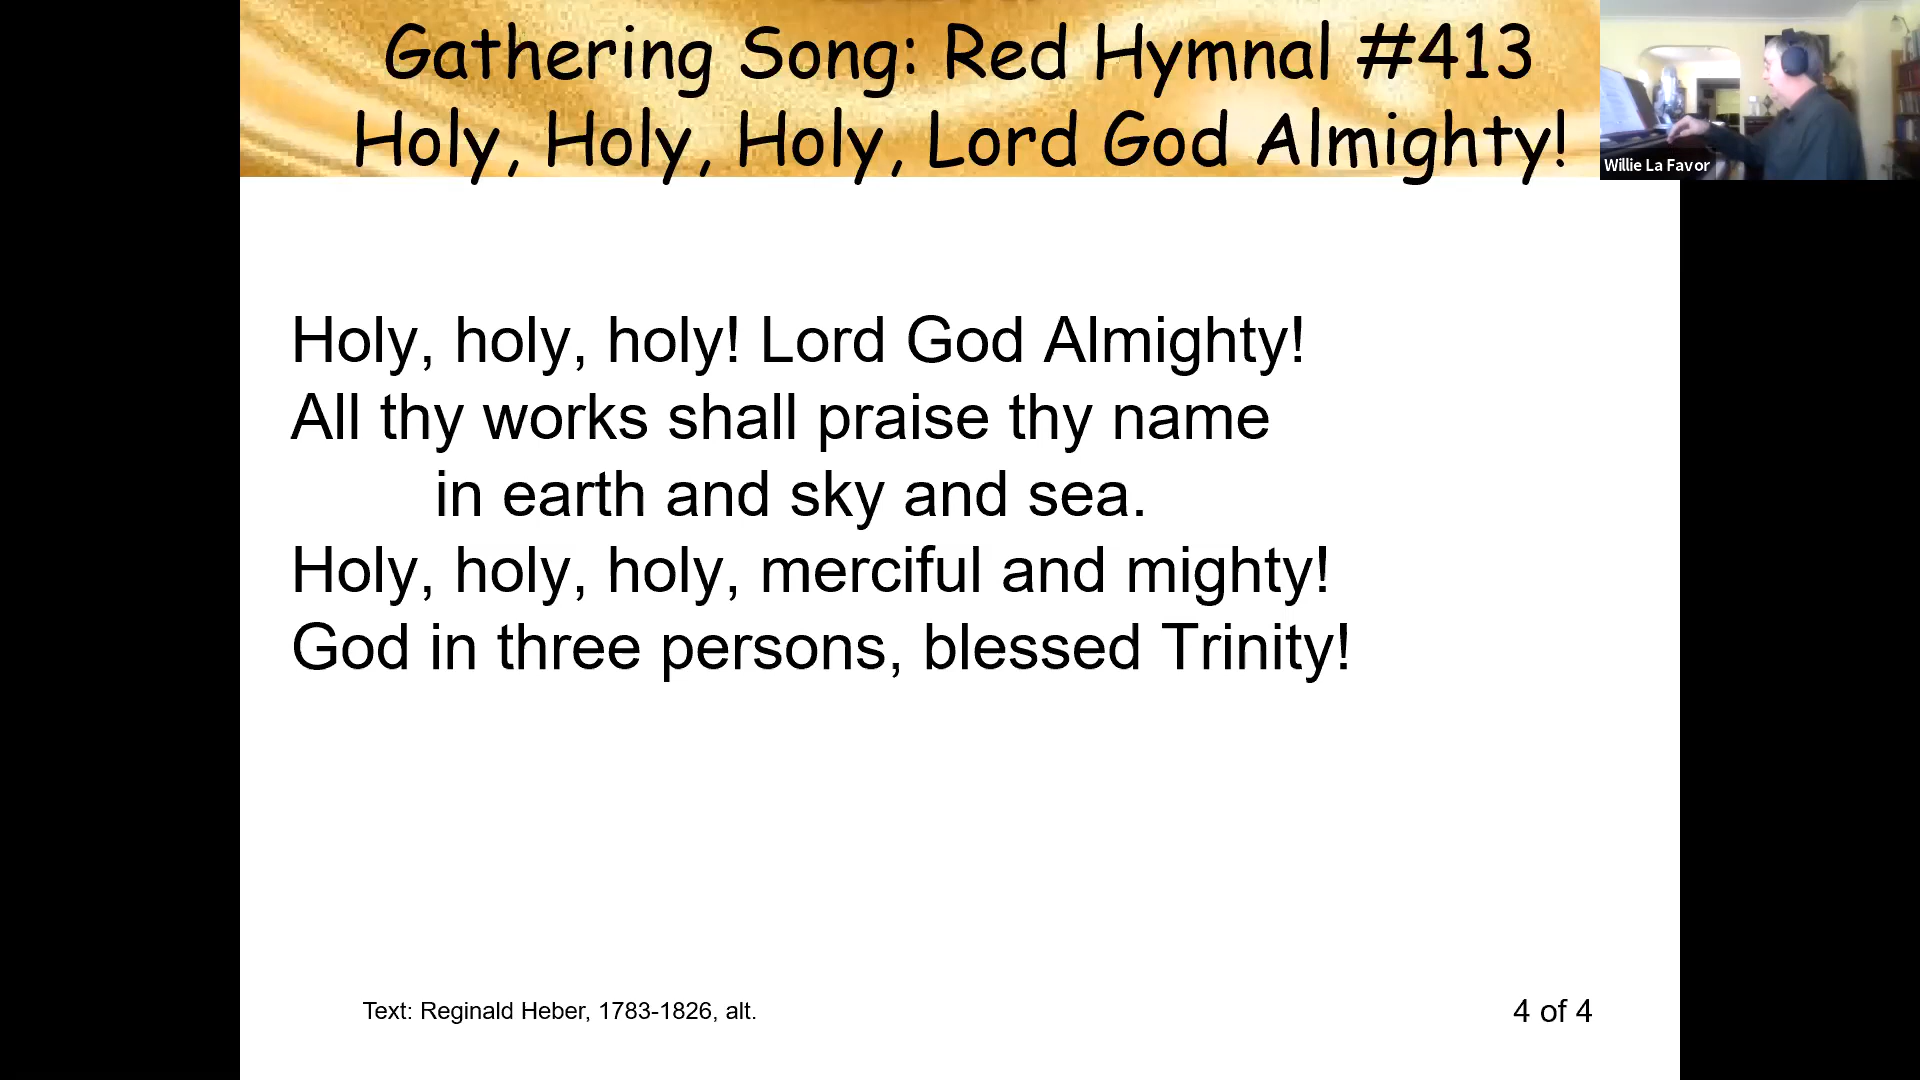 Gathering Song: Red Hymnal #413
Holy, Holy, Holy, Lord God Almighty!
Willie La Favor
Holy, holy, holy! Lord God Almighty!
All thy works shall praise thy name
in earth and sky and sea.
Holy, holy, holy, merciful and mighty!
God in three persons, blessed Trinity!
Text: Reginald Heber, 1783-1826, alt.
4 of 4